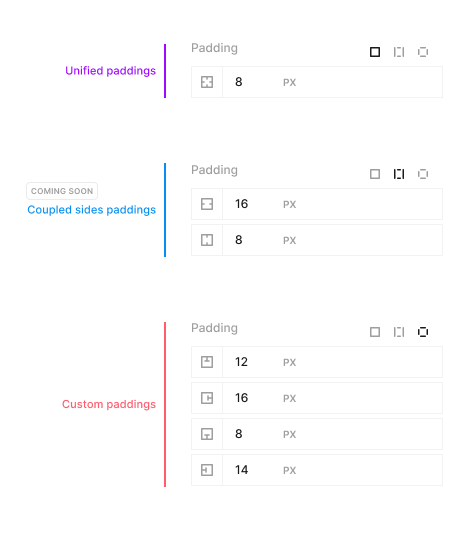 Padding
Unified paddings
8 PX
Padding
COMING SOON
Coupled sides paddings
16 PX
8 PX
Padding
12 PX
16 PX
Custom paddings
8 PX
14 PX